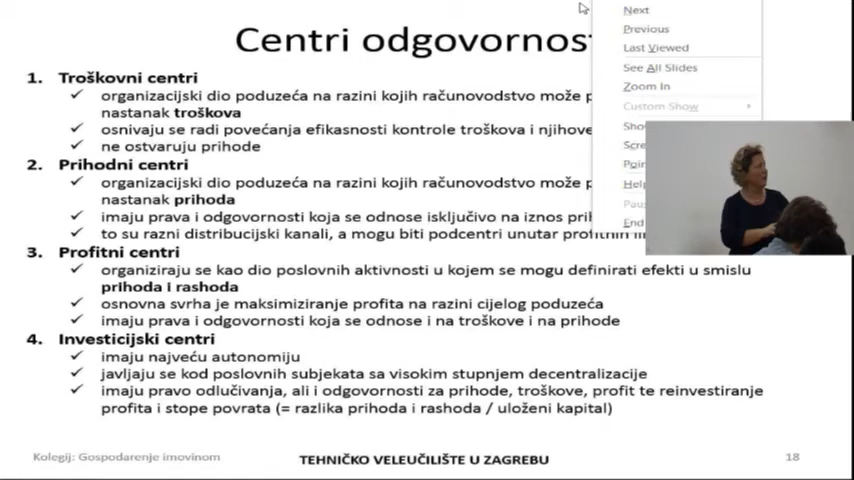 Centri odgovornost
1. Troškovni centri
✓ organizacijski dio poduzeća na razini kojih računovodstvo može
nastanak troškova
✓ osnivaju se radi povećanja efikasnosti kontrole troškova i njihove
✓ ne ostvaruju prihode
2. Prihodni centri
✓ organizacijski dio poduzeća na razini kojih računovodstvo može
nastanak prihoda
✓ imaju prava i odgovornosti koja se odnose isključivo na iznos
✓ to su razni distribucijski kanali, a mogu biti podcentri unutar profitnih
3. Profitni centri
✓ organiziraju se kao dio poslovnih aktivnosti u kojem se mogu definirati efekti u smislu
prihoda i rashoda
✓ osnovna svrha je maksimiziranje profita na razini cijelog poduzeća
✓ imaju prava i odgovornosti koja se odnose i na troškove i na prihode
4. Investicijski centri
✓ imaju najveću autonomiju
✓ javljaju se kod poslovnih subjekata sa visokim stupnjem decentralizacije
✓ imaju pravo odlučivanja, ali i odgovornosti za prihode, troškove, profit te reinvestiranje
profita i stope povrata (= razlika prihoda i rashoda / uloženi kapital)
Kolegij: Gospodarenje imovinom
TEHNIČKO VELEUČILIŠTE U ZAGREBU
18
Next
Previous
Last Viewed
See All Slides
Zoom In
Custom Show
Help
End